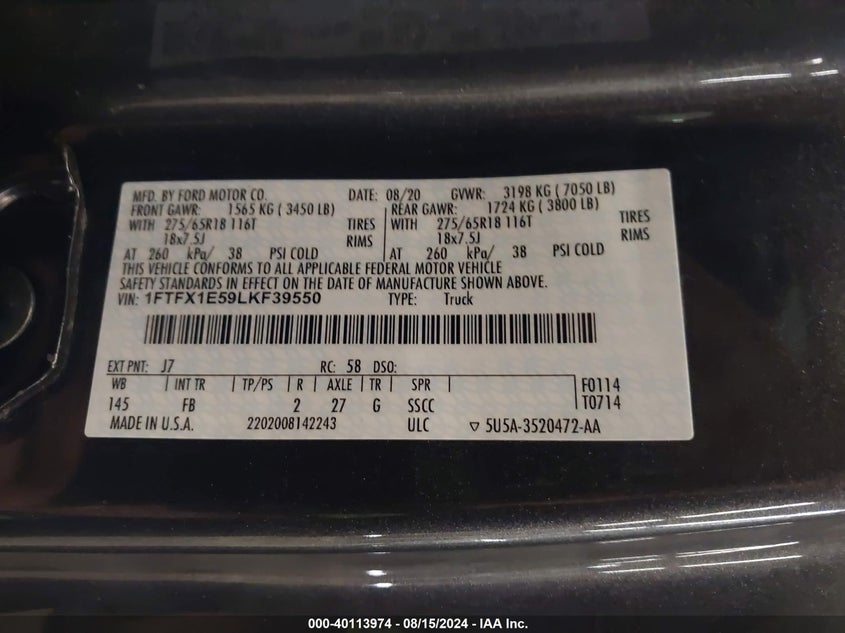 MFD. BY FORD MOTOR CO. DATE: 08/20 GVWR: 3198 KG ( 7050 LB)
FRONT GAWR: 1565 KG ( 3450 LB) REAR GAWR: 1724 KG ( 3800 LB)
WITH 275/65R18 116T TIRES WITH 275/65R18 116T TIRES
18x7.5J RIMS 18x7.5J RIMS
AT 260 kPa/ 38 PSI COLD AT 260 kPa/ 38 PSI COLD
THIS VEHICLE CONFORMS TO ALL APPLICABLE FEDERAL MOTOR VEHICLE
SAFETY STANDARDS IN EFFECT ON THE DATE OF MANUFACTURE SHOWN ABOVE.
VIN: 1FTFX1E59LKF39550 TYPE: Truck
EXT PNT: J7 RC: 58 DSO:
WB INT TR TP/PS R AXLE TR SPR F0114
145 FB 2 27 G SSCC T0714
MADE IN U.S.A. 2202008142243 ULC ▽ 5U5A-3520472-AA
000-40113974 - 08/15/2024 - IAA Inc.